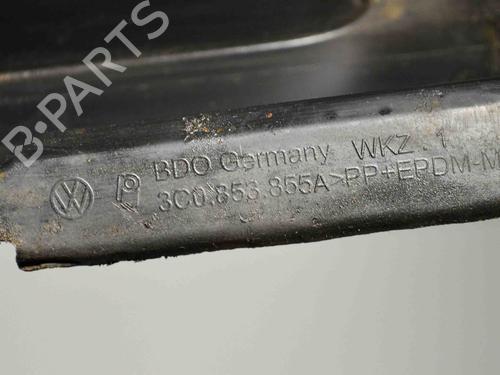 B-PARTS
BDO Germany WKZ. 1
3C0.853.855A>PP+EPDM-M